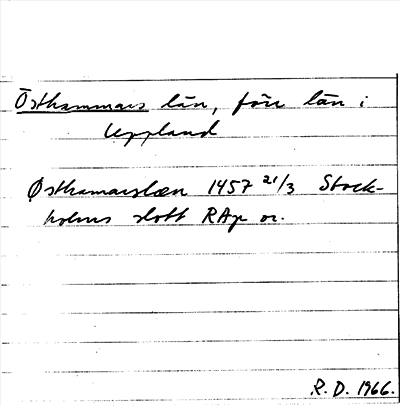 Östhammars län, förr län i
Uppland
Østhamarslæn 1457 21/3 Stock-
holms slott RAp or.
R. D. 1966.